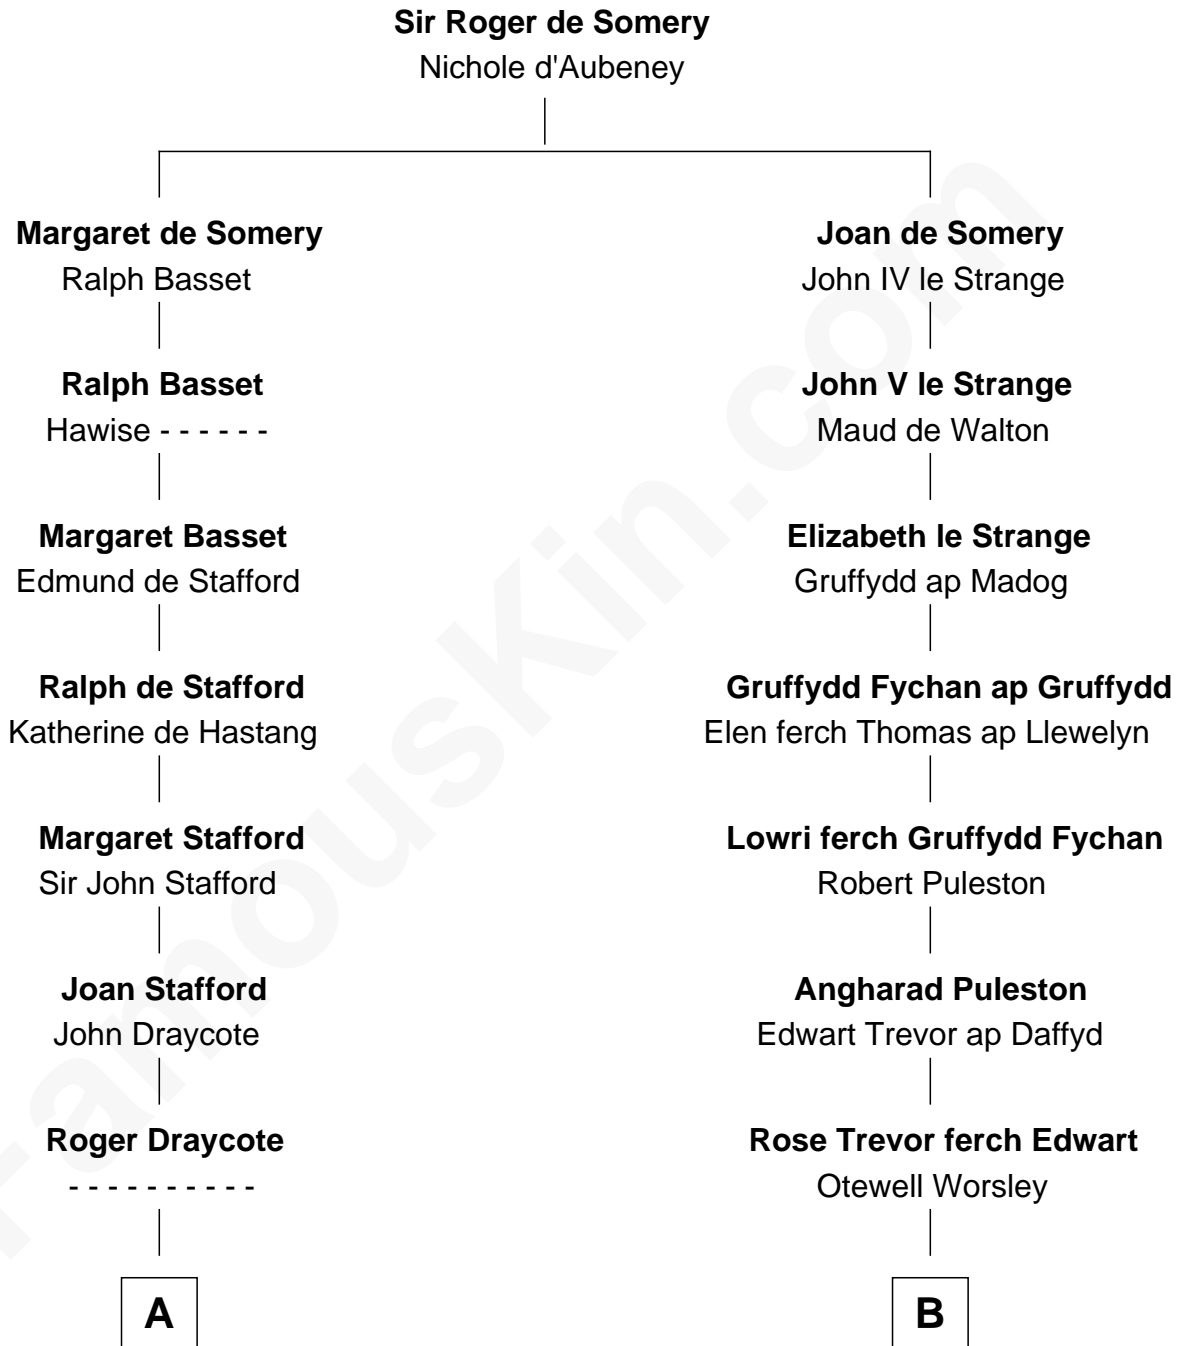 Sir Roger de Somery
Nichole d'Aubeney
Margaret de Somery
Ralph Basset
Ralph Basset
Hawise - - - - - -
Margaret Basset
Edmund de Stafford
Ralph de Stafford
Katherine de Hastang
Margaret Stafford
Sir John Stafford
Joan Stafford
John Draycote
Roger Draycote
- - - - - - - - - -
A
Joan de Somery
John IV le Strange
John V le Strange
Maud de Walton
Elizabeth le Strange
Gruffydd ap Madog
Gruffydd Fychan ap Gruffydd
Elen ferch Thomas ap Llewelyn
Lowri ferch Gruffydd Fychan
Robert Puleston
Angharad Puleston
Edwart Trevor ap Daffyd
Rose Trevor ferch Edwart
Otewell Worsley
B
FamousKin.com